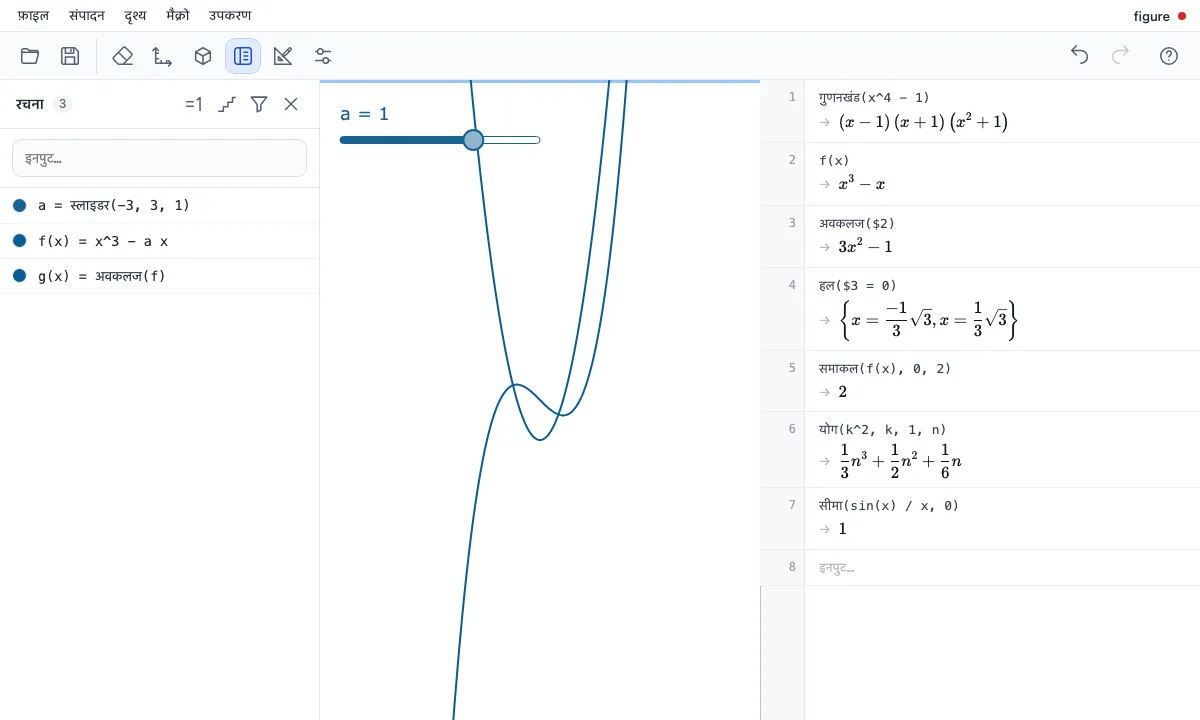 फ़ाइल संपादन दृश्य मैक्रो उपकरण
figure
रचना 3
=1
इनपुट…
a = स्लाइडर(−3, 3, 1)
f(x) = x^3 − a x
g(x) = अवकलज(f)
a = 1
1 गुणनखंड(x^4 − 1)
→ (x − 1) (x + 1) (x² + 1)
2 f(x)
→ x³ − x
3 अवकलज($2)
→ 3x² − 1
4 हल($3 = 0)
→ {x = −1/3 √3, x = 1/3 √3}
5 समाकल(f(x), 0, 2)
→ 2
6 योग(k^2, k, 1, n)
→ 1/3 n³ + 1/2 n² + 1/6 n
7 सीमा(sin(x) / x, 0)
→ 1
8 इनपुट…